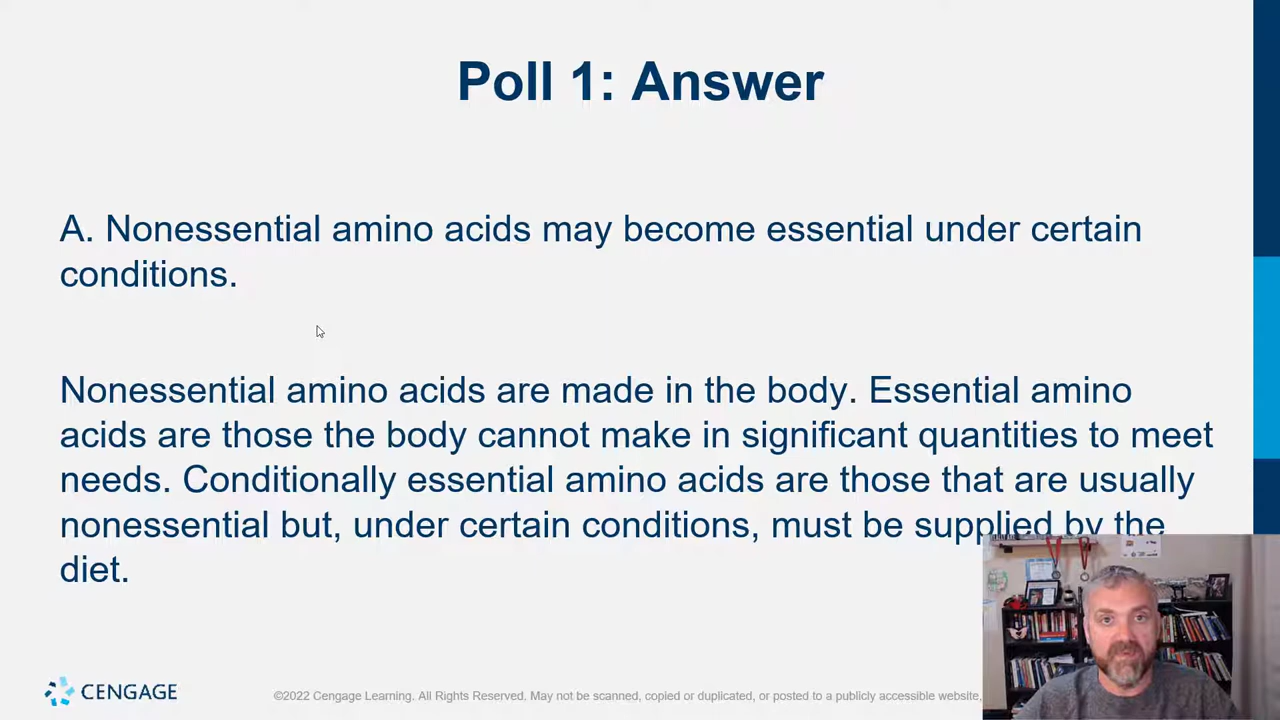 Poll 1: Answer
A. Nonessential amino acids may become essential under certain
conditions.
Nonessential amino acids are made in the body. Essential amino
acids are those the body cannot make in significant quantities to meet
needs. Conditionally essential amino acids are those that are usually
nonessential but, under certain conditions, must be supplied by the
diet.
CENGAGE
©2022 Cengage Learning. All Rights Reserved. May not be scanned, copied or duplicated, or posted to a publicly accessible website,